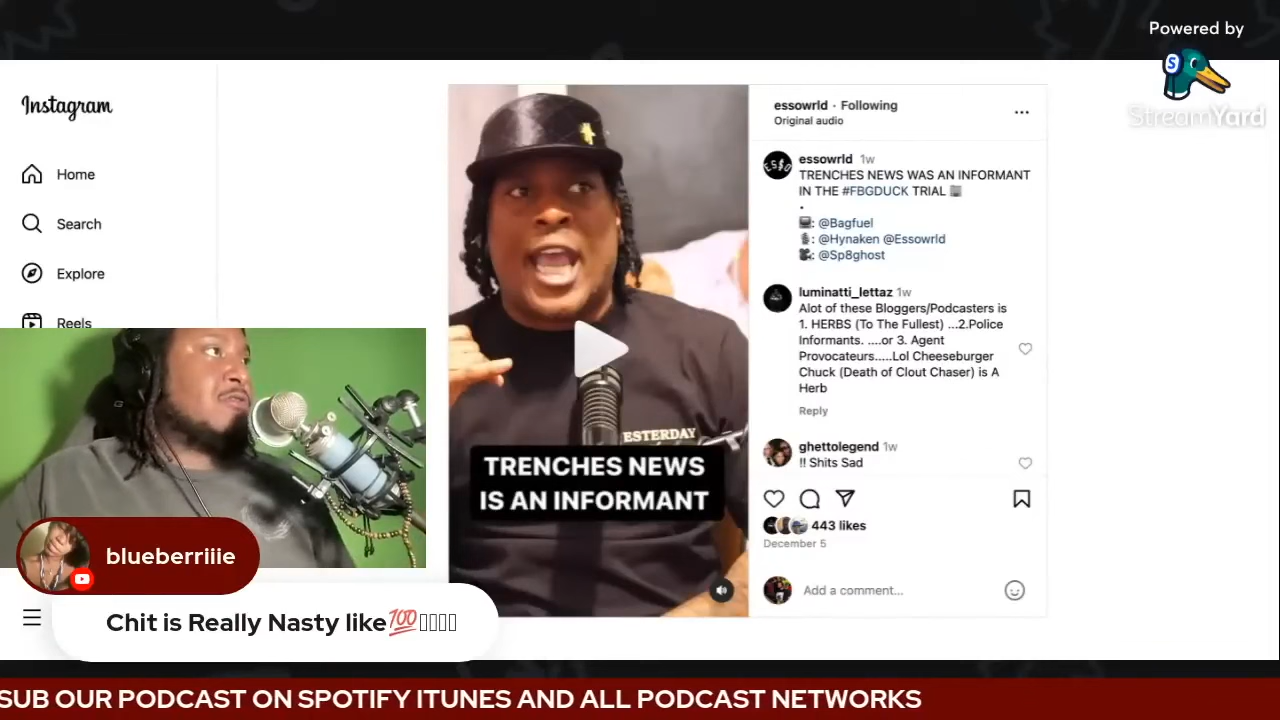 Powered by
StreamYard
Instagram
Home
Search
Explore
Reels
essowrld · Following
Original audio
essowrld 1w
TRENCHES NEWS WAS AN INFORMANT
IN THE #FBGDUCK TRIAL
.
: @Bagfuel
: @Hynaken @Essowrld
: @Sp8ghost
luminatti_lettaz 1w
Alot of these Bloggers/Podcasters is
1. HERBS (To The Fullest) ...2.Police
Informants. ....or 3. Agent
Provocateurs.....Lol Cheeseburger
Chuck (Death of Clout Chaser) is A
Herb
Reply
ghettolegend 1w
!! Shits Sad
443 likes
December 5
Add a comment...
ESTERDAY
TRENCHES NEWS
IS AN INFORMANT
blueberriiie
Chit is Really Nasty like💯
SUB OUR PODCAST ON SPOTIFY ITUNES AND ALL PODCAST NETWORKS